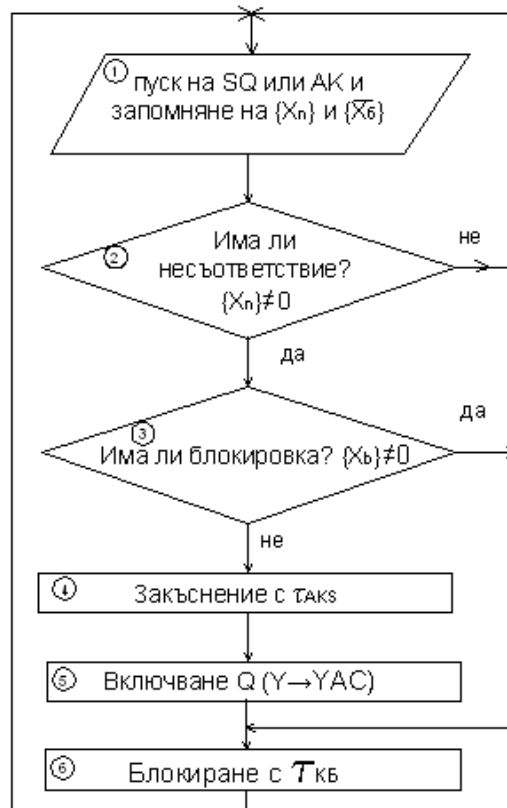 ① пуск на SQ или АК и
запомняне на {Xₙ} и {X̅б}
Има ли
② несъответствие?
{Xₙ}≠0
не
да
③
Има ли блокировка? {Xь}≠0
да
не
④ Закъснение с τAKS
⑤ Включване Q (Y→YAC)
⑥ Блокиране с τКБ